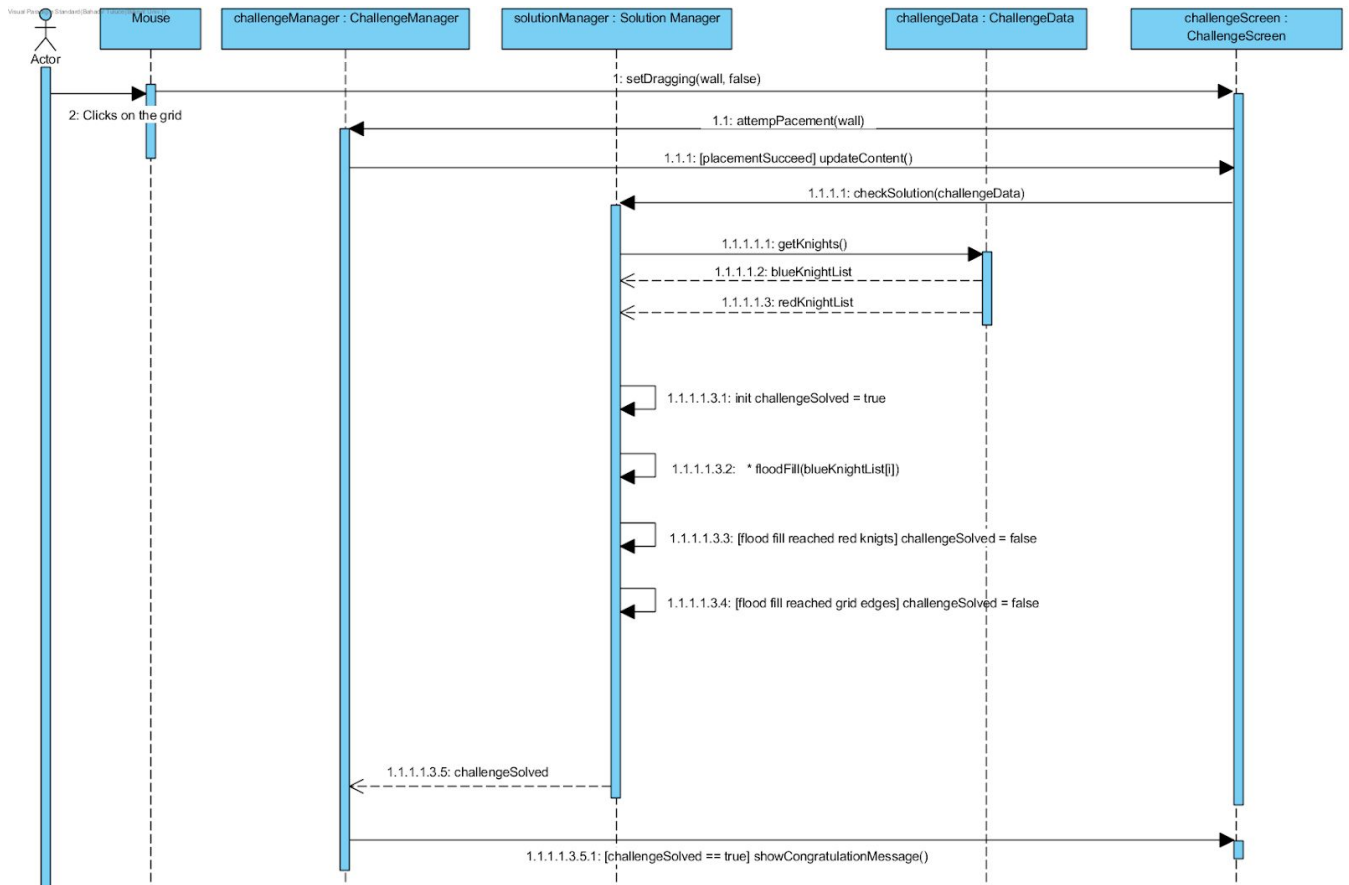 Mouse
challengeManager : ChallengeManager
solutionManager : Solution Manager
challengeData : ChallengeData
challengeScreen :
ChallengeScreen
Actor
1: setDragging(wall, false)
2: Clicks on the grid
1.1: attempPacement(wall)
1.1.1: [placementSucceed] updateContent()
1.1.1.1: checkSolution(challengeData)
1.1.1.1.1: getKnights()
1.1.1.1.2: blueKnightList
1.1.1.1.3: redKnightList
1.1.1.1.3.1: init challengeSolved = true
1.1.1.1.3.2: * floodFill(blueKnightList[i])
1.1.1.1.3.3: [flood fill reached red knigts] challengeSolved = false
1.1.1.1.3.4: [flood fill reached grid edges] challengeSolved = false
1.1.1.1.3.5: challengeSolved
1.1.1.1.3.5.1: [challengeSolved == true] showCongratulationMessage()